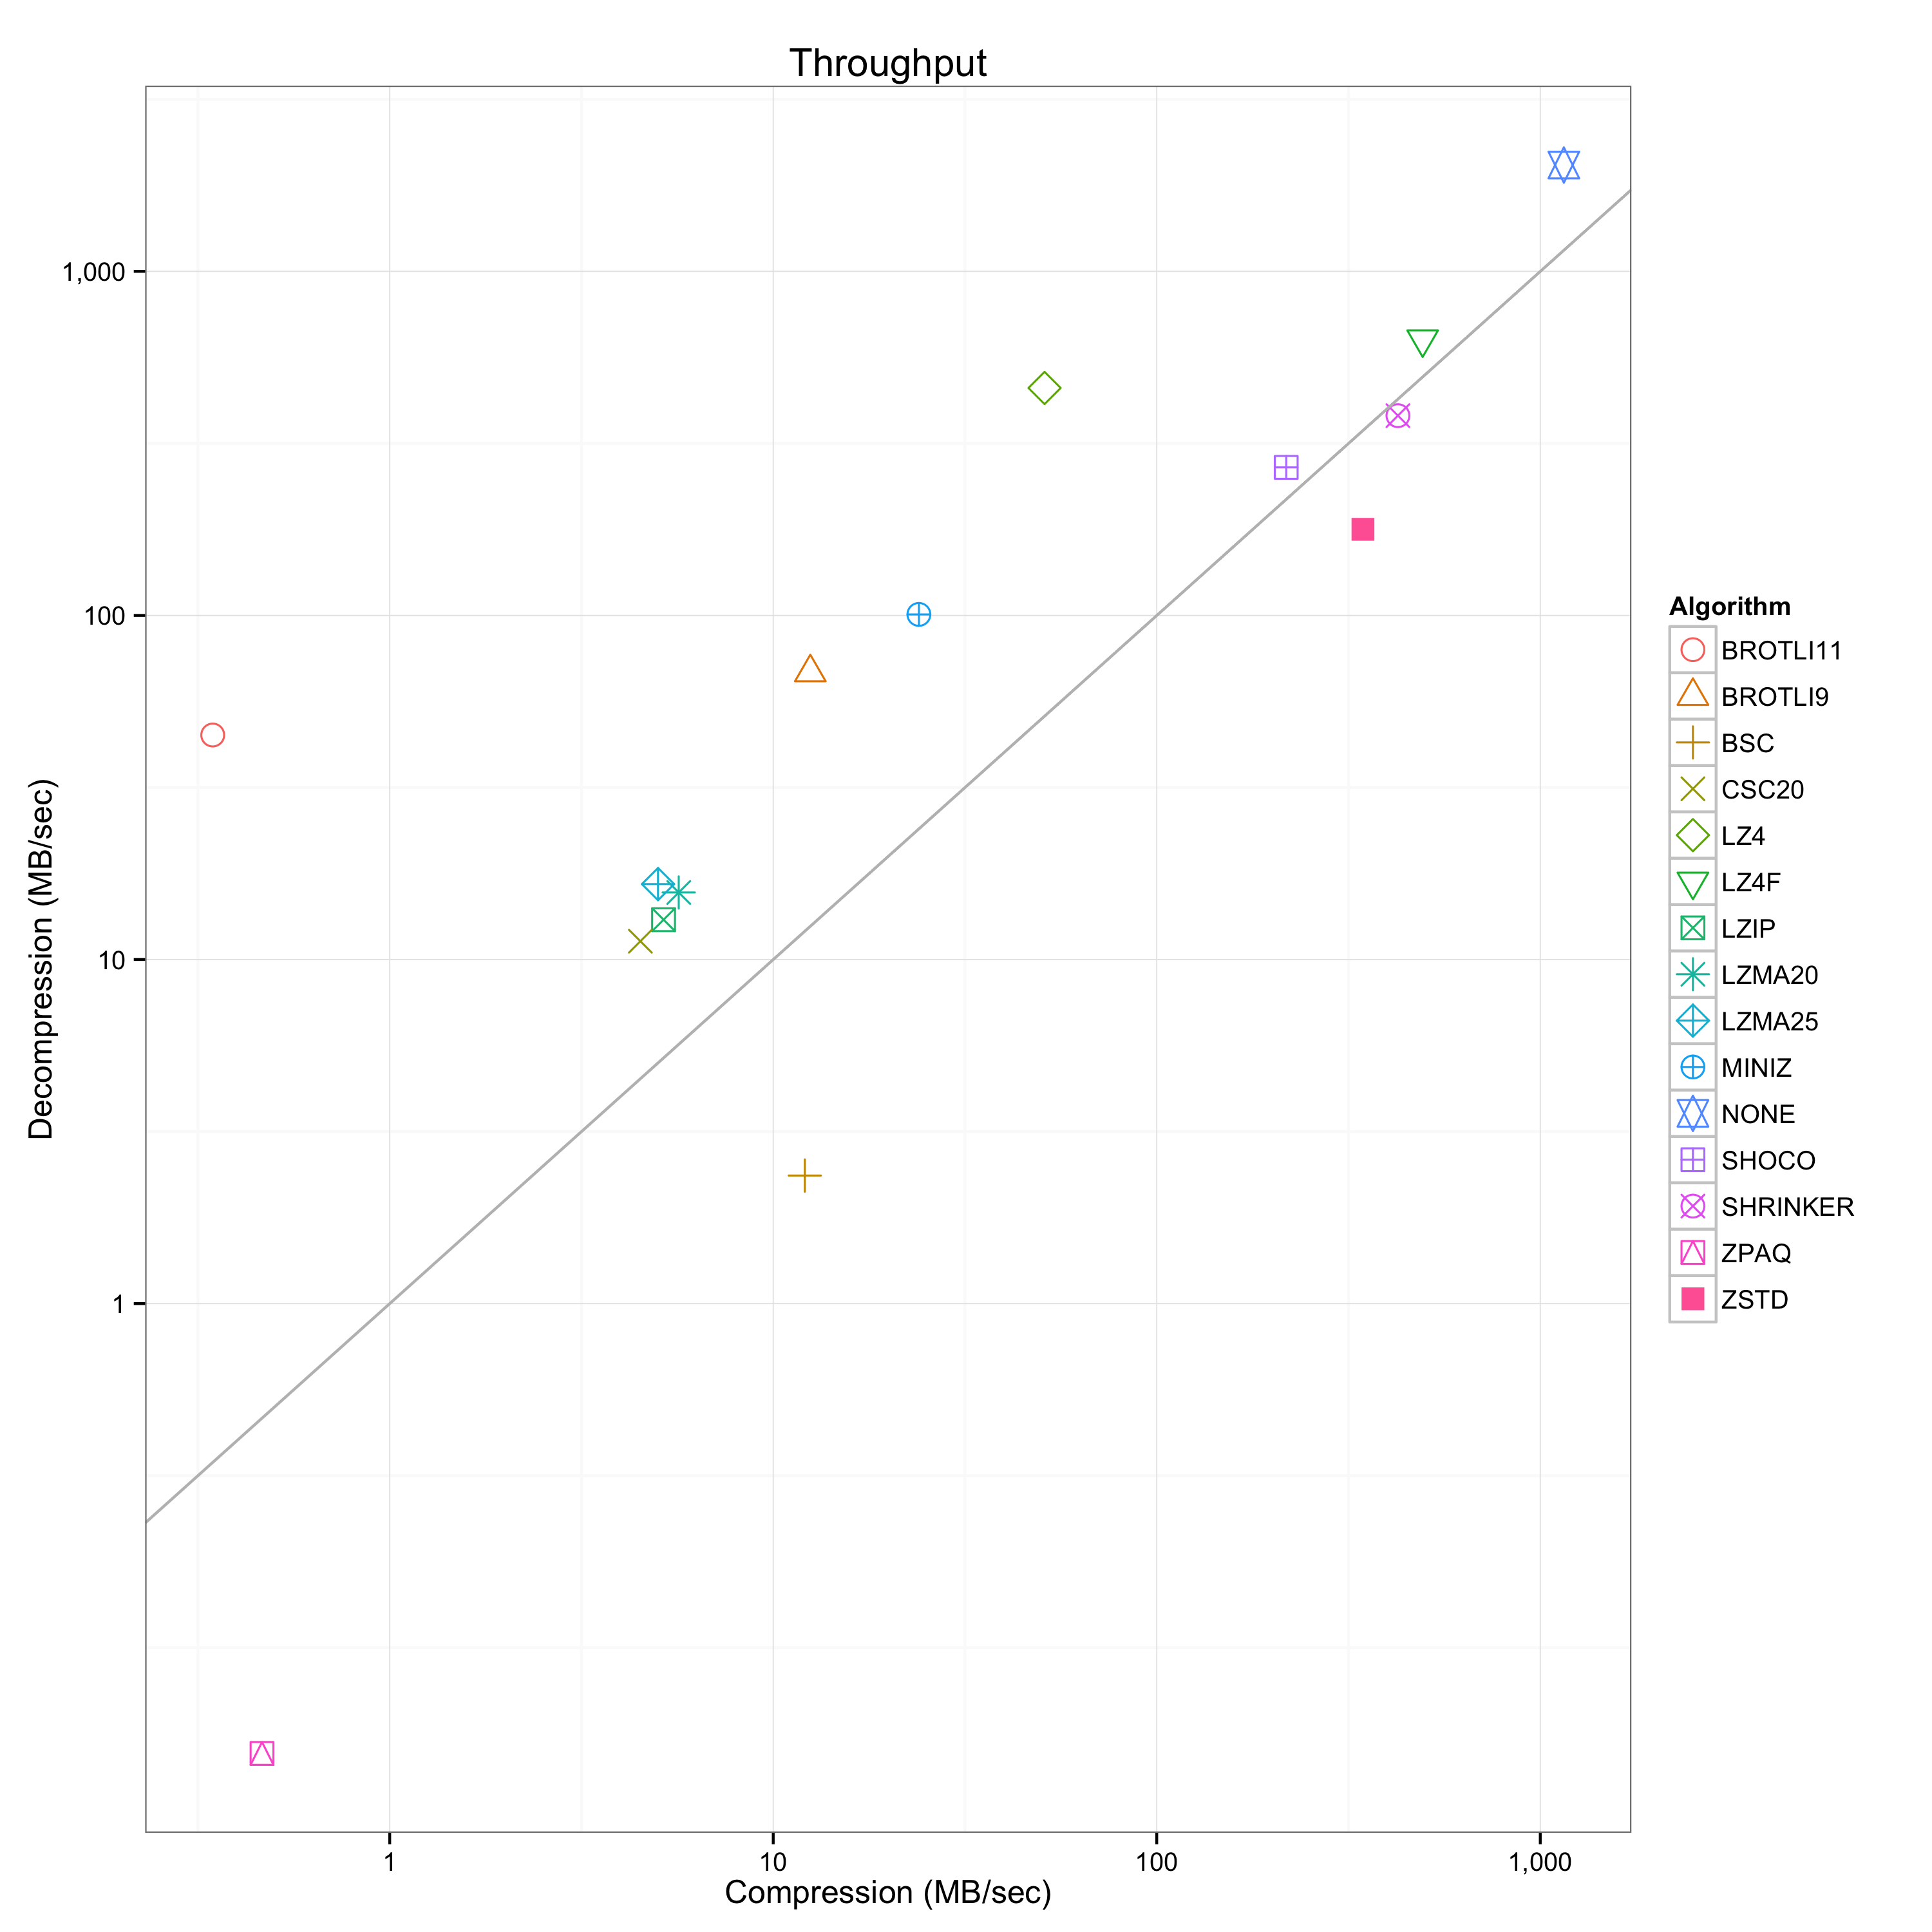 Throughput
Decompression (MB/sec)
1,000
100
10
1
1
10
100
1,000
Compression (MB/sec)
Algorithm
BROTLI11
BROTLI9
BSC
CSC20
LZ4
LZ4F
LZIP
LZMA20
LZMA25
MINIZ
NONE
SHOCO
SHRINKER
ZPAQ
ZSTD